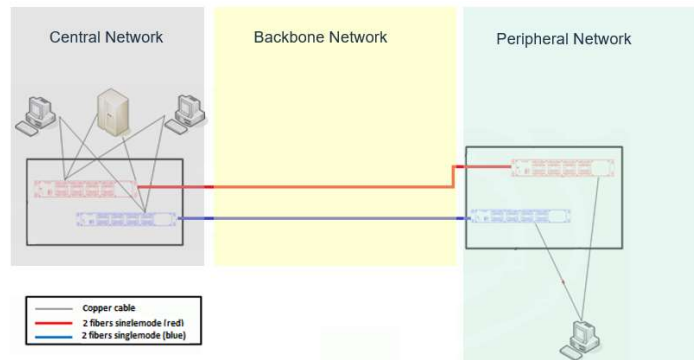 Central Network
Backbone Network
Peripheral Network
Copper cable
2 fibers singlemode (red)
2 fibers singlemode (blue)